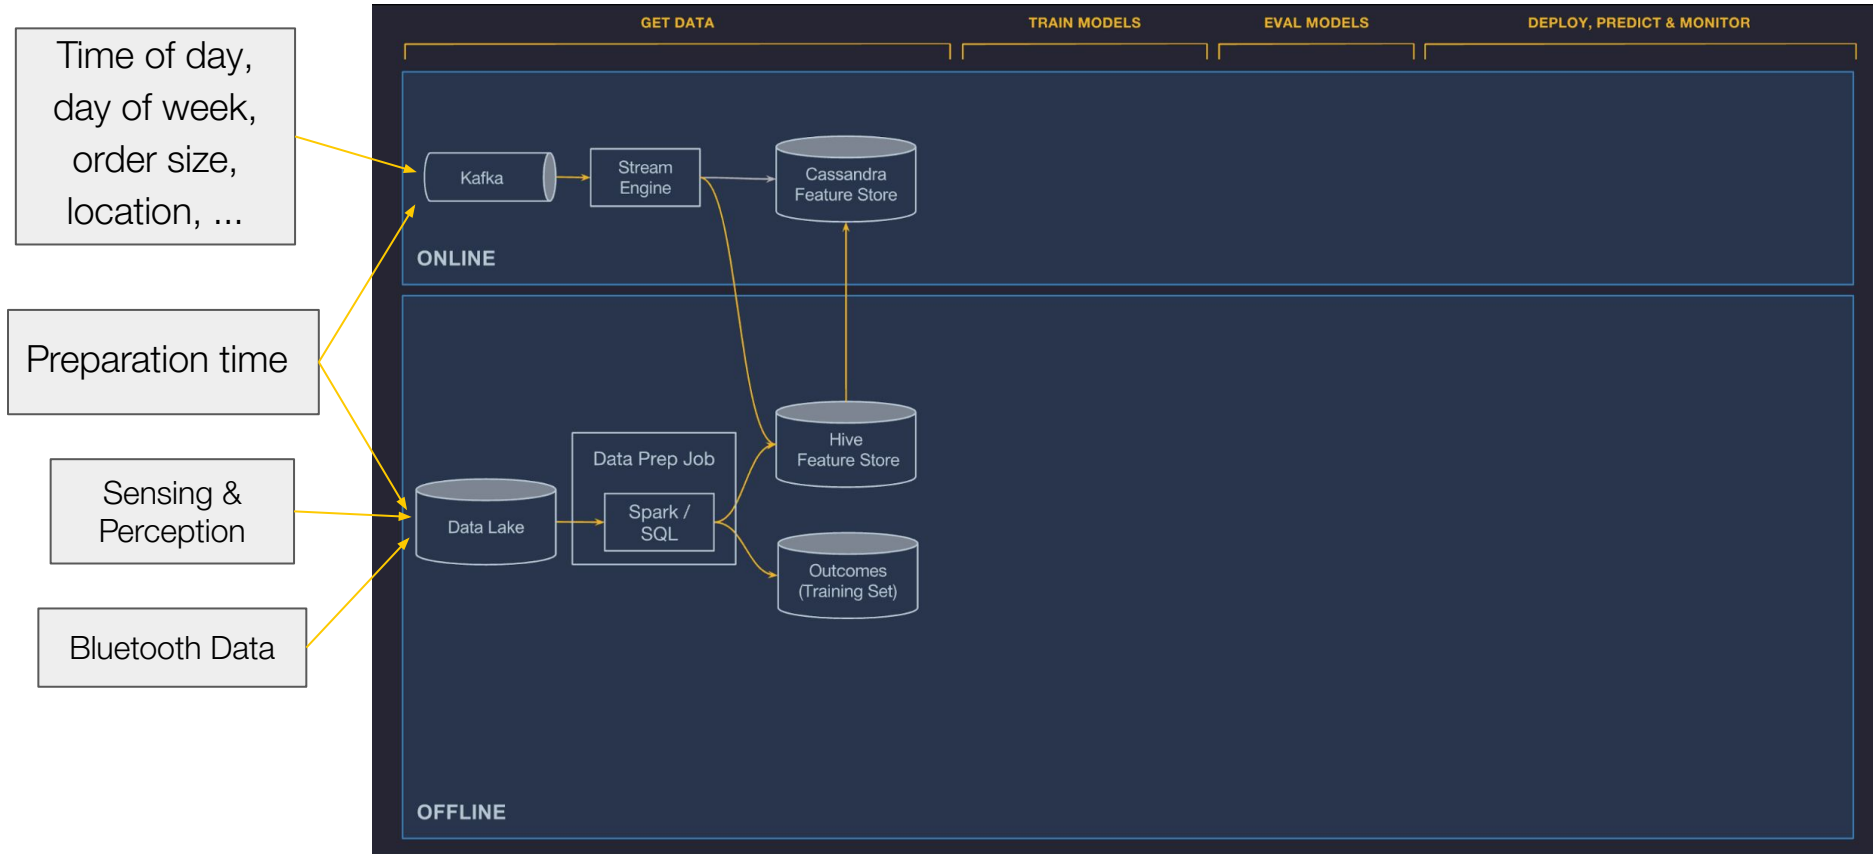 GET DATA
TRAIN MODELS
EVAL MODELS
DEPLOY, PREDICT & MONITOR
Time of day,
day of week,
order size,
location, ...
Preparation time
Sensing &
Perception
Bluetooth Data
Kafka
Stream
Engine
Cassandra
Feature Store
ONLINE
Data Lake
Data Prep Job
Spark /
SQL
Hive
Feature Store
Outcomes
(Training Set)
OFFLINE